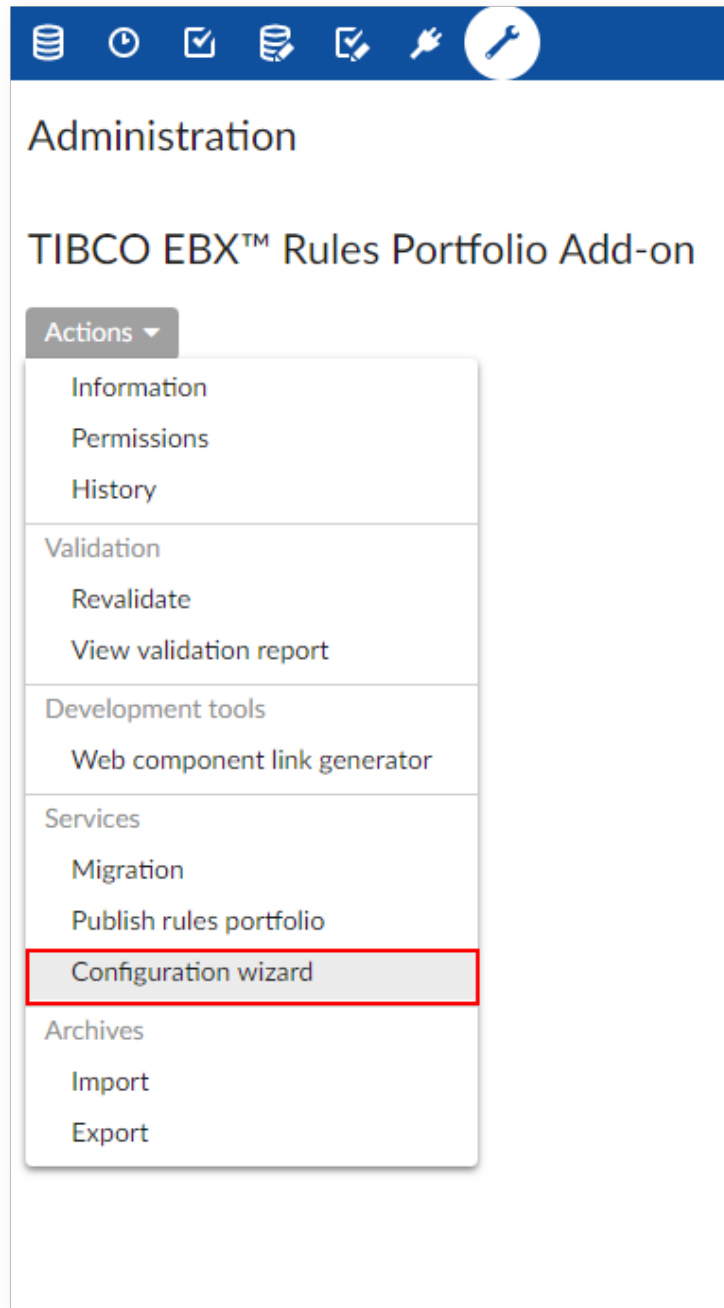 Administration
TIBCO EBX™ Rules Portfolio Add-on
Actions
Information
Permissions
History
Validation
Revalidate
View validation report
Development tools
Web component link generator
Services
Migration
Publish rules portfolio
Configuration wizard
Archives
Import
Export